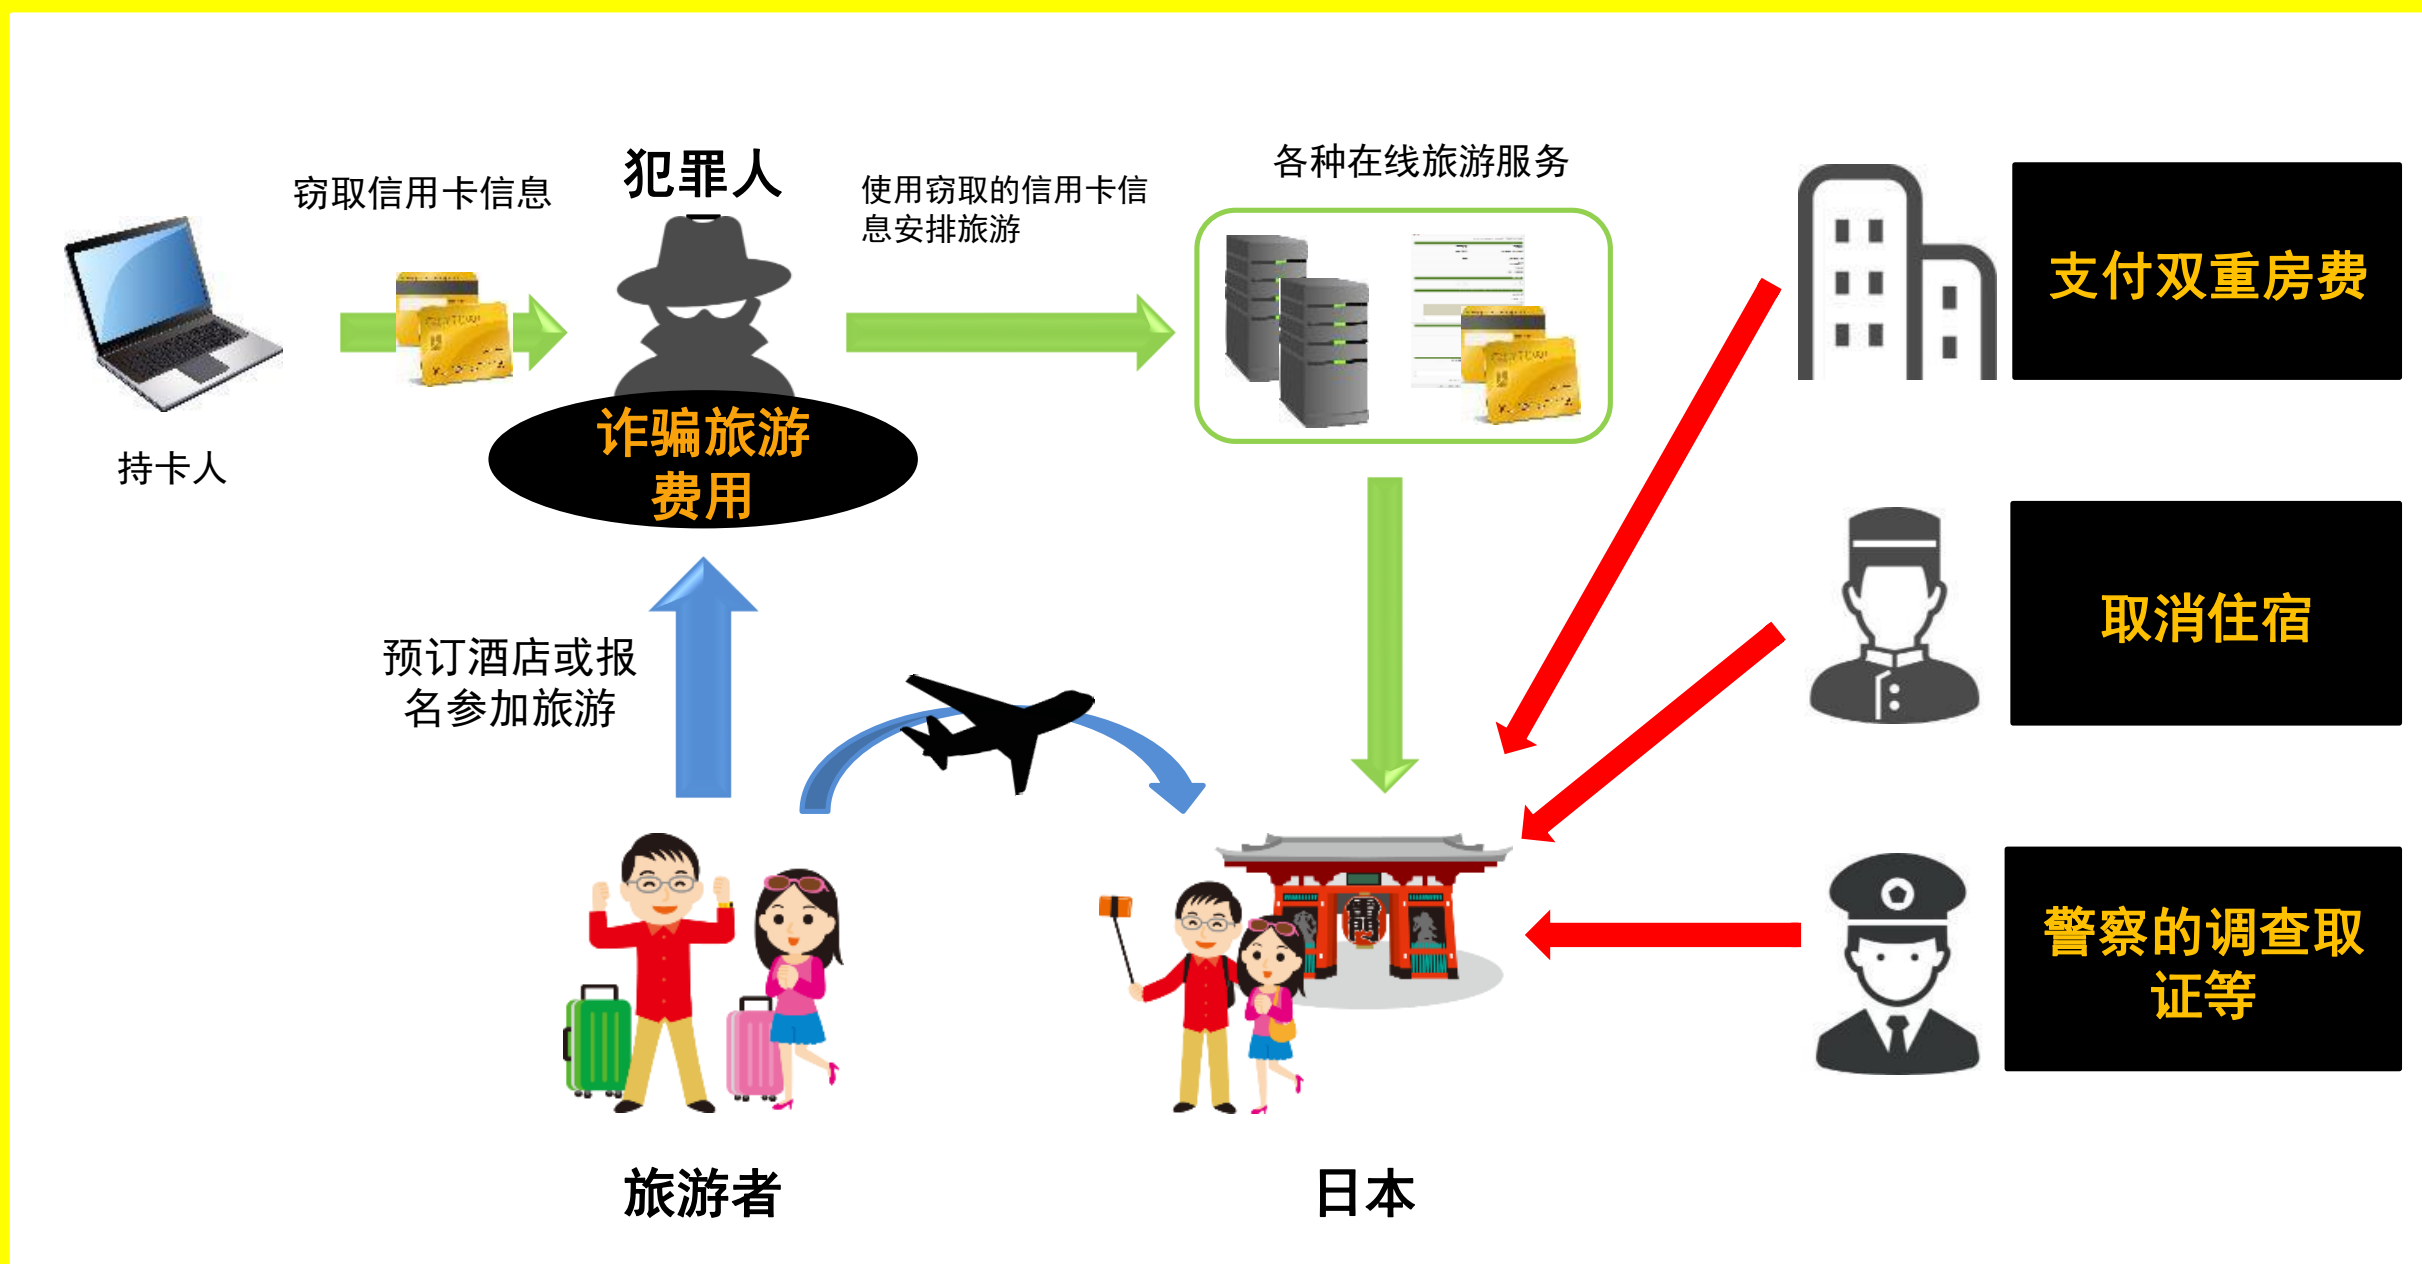 犯罪人
窃取信用卡信息
使用窃取的信用卡信
息安排旅游
各种在线旅游服务
支付双重房费
诈骗旅游
费用
持卡人
取消住宿
预订酒店或报
名参加旅游
警察的调查取
证等
旅游者
日本